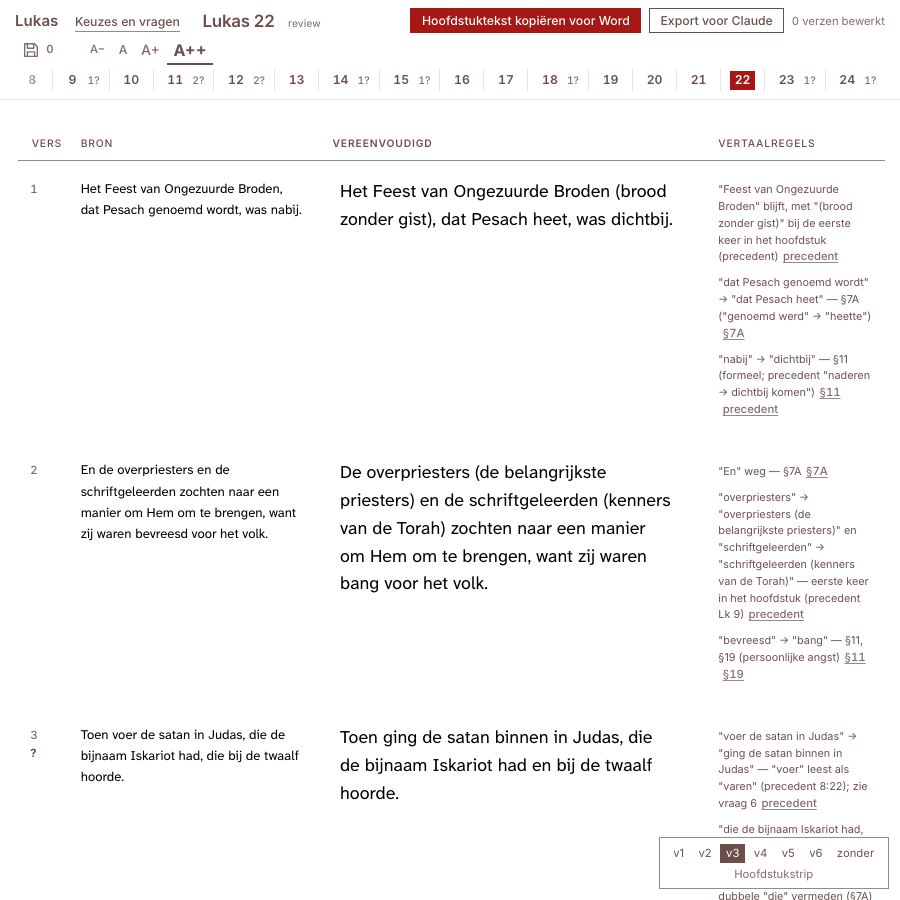 Lukas Keuzes en vragen Lukas 22 review Hoofdstuktekst kopiëren voor Word Export voor Claude 0 verzen bewerkt
0 A− A A+ A++
8 9 1? 10 11 2? 12 2? 13 14 1? 15 1? 16 17 18 1? 19 20 21 22 23 1? 24 1?
VERS BRON VEREENVOUDIGD VERTAALREGELS
1
Het Feest van Ongezuurde Broden,
dat Pesach genoemd wordt, was nabij.
Het Feest van Ongezuurde Broden (brood
zonder gist), dat Pesach heet, was dichtbij.
"Feest van Ongezuurde
Broden" blijft, met "(brood
zonder gist)" bij de eerste
keer in het hoofdstuk
(precedent) precedent
"dat Pesach genoemd wordt"
→ "dat Pesach heet" — §7A
("genoemd werd" → "heette")
§7A
"nabij" → "dichtbij" — §11
(formeel; precedent "naderen
→ dichtbij komen") §11
precedent
2
En de overpriesters en de
schriftgeleerden zochten naar een
manier om Hem om te brengen, want
zij waren bevreesd voor het volk.
De overpriesters (de belangrijkste
priesters) en de schriftgeleerden (kenners
van de Torah) zochten naar een manier
om Hem om te brengen, want zij waren
bang voor het volk.
"En" weg — §7A §7A
"overpriesters" →
"overpriesters (de
belangrijkste priesters)" en
"schriftgeleerden" →
"schriftgeleerden (kenners
van de Torah)" — eerste keer
in het hoofdstuk (precedent
Lk 9) precedent
"bevreesd" → "bang" — §11,
§19 (persoonlijke angst) §11
§19
3
?
Toen voer de satan in Judas, die de
bijnaam Iskariot had, die bij de twaalf
hoorde.
Toen ging de satan binnen in Judas, die
de bijnaam Iskariot had en bij de twaalf
hoorde.
"voer de satan in Judas" →
"ging de satan binnen in
Judas" — "voer" leest als
"varen" (precedent 8:22); zie
vraag 6 precedent
"die de bijnaam Iskariot had,
dubbele "die" vermeden (§7A)
v1 v2 v3 v4 v5 v6 zonder
Hoofdstukstrip